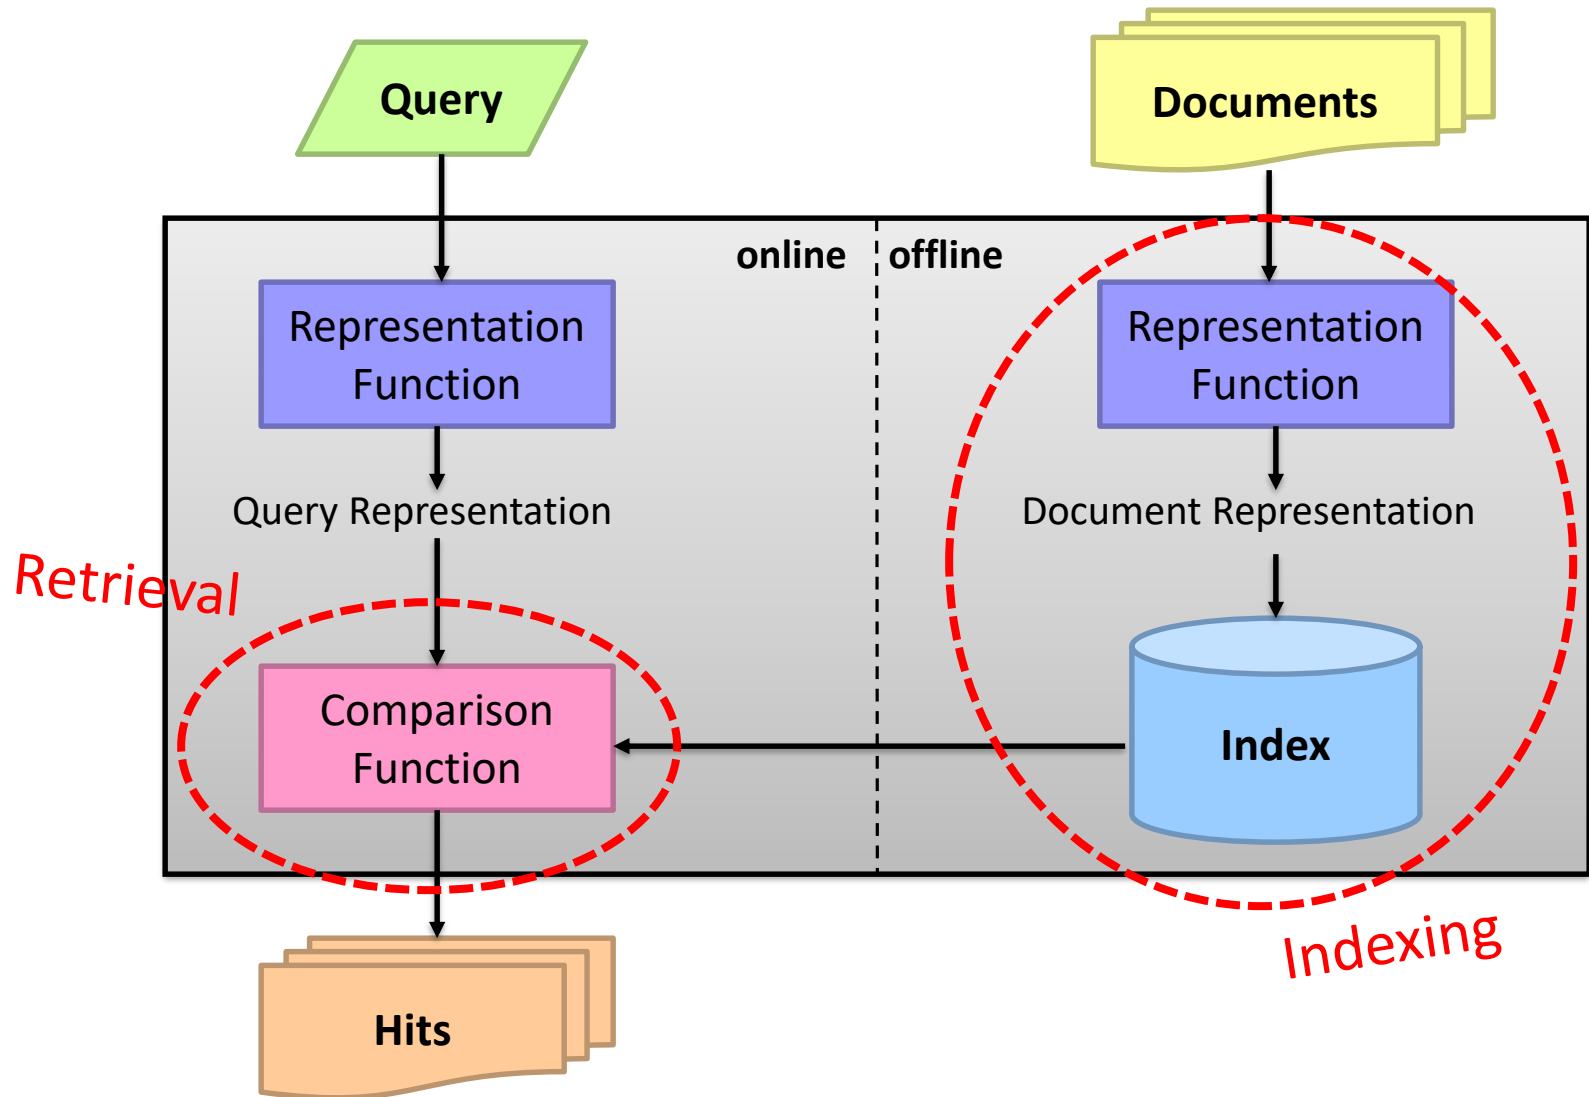 Query
Documents
online
offline
Representation
Function
Representation
Function
Query Representation
Document Representation
Retrieval
Comparison
Function
Index
Indexing
Hits